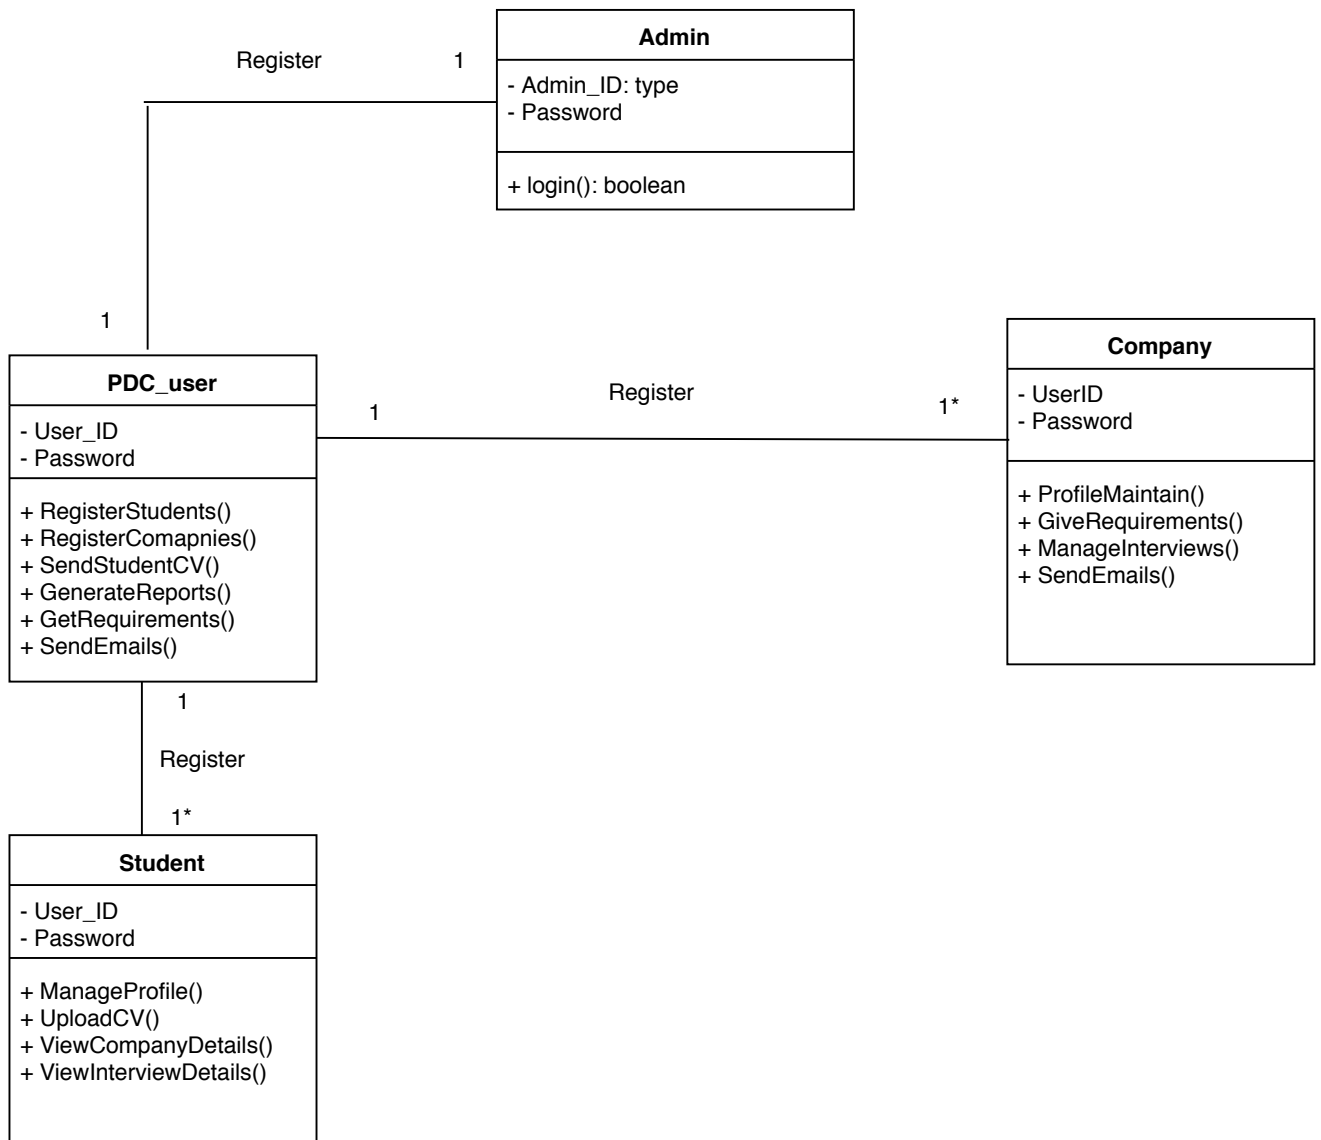 Admin
- Admin_ID: type
- Password
+ login(): boolean
Register
1
1
PDC_user
- User_ID
- Password
+ RegisterStudents()
+ RegisterComapnies()
+ SendStudentCV()
+ GenerateReports()
+ GetRequirements()
+ SendEmails()
1
Register
1*
Company
- UserID
- Password
+ ProfileMaintain()
+ GiveRequirements()
+ ManageInterviews()
+ SendEmails()
1
Register
1*
Student
- User_ID
- Password
+ ManageProfile()
+ UploadCV()
+ ViewCompanyDetails()
+ ViewInterviewDetails()